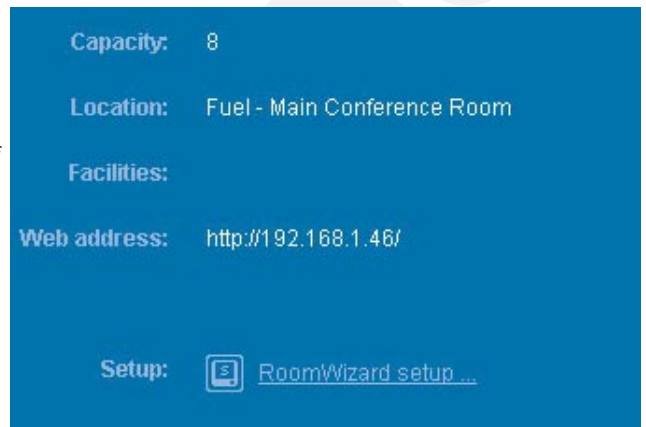 Capacity: 8
Location: Fuel - Main Conference Room
Facilities:
Web address: http://192.168.1.46/
Setup: S RoomWizard setup ...